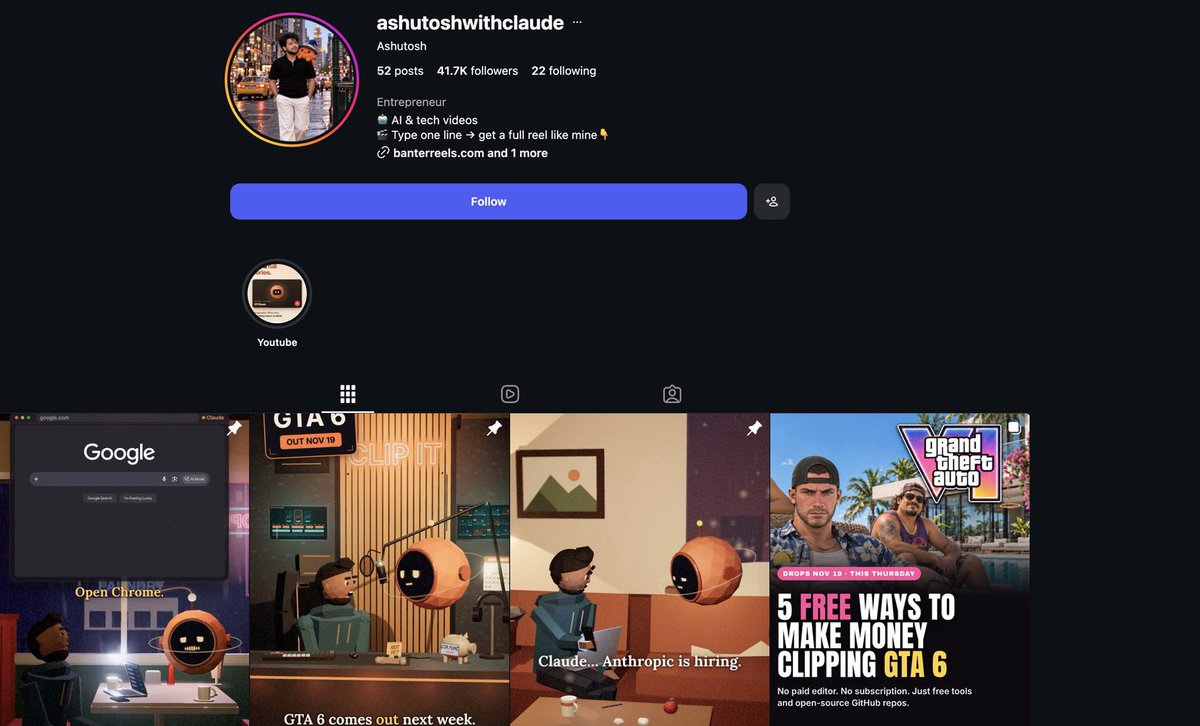 ashutoshwithclaude ...
Ashutosh
52 posts 41.7K followers 22 following
Entrepreneur
AI & tech videos
Type one line → get a full reel like mine
banterreels.com and 1 more
Follow
Youtube
google.com
Claude
Google
AI Mode
Google Search
I'm Feeling Lucky
Open Chrome.
GTA 6
OUT NOV 19
CLIP IT
GTA 6 comes out next week.
Claude... Anthropic is hiring.
grand
theft
auto
DROPS NOV 19 · THIS THURSDAY
5 FREE WAYS TO
MAKE MONEY
CLIPPING GTA 6
No paid editor. No subscription. Just free tools
and open-source GitHub repos.